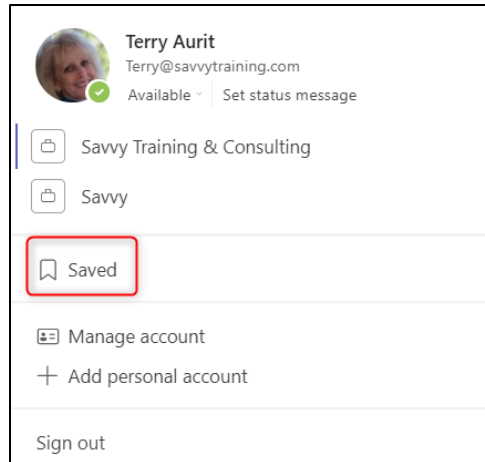 Terry Aurit
Terry@savvytraining.com
Available Set status message
Savvy Training & Consulting
Savvy
Saved
Manage account
Add personal account
Sign out